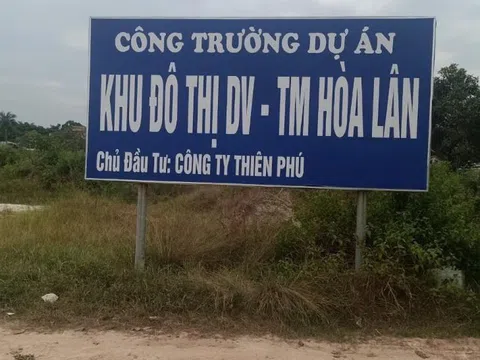 CÔNG TRƯỜNG DỰ ÁN
KHU ĐÔ THỊ DV - TM HÒA LÂN
Chủ Đầu Tư: CÔNG TY THIÊN PHÚ